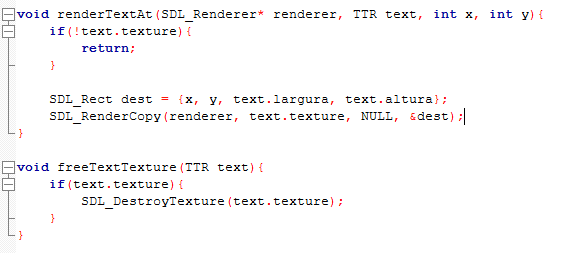 void renderTextAt(SDL_Renderer* renderer, TTR text, int x, int y){
    if(!text.texture){
        return;
    }

    SDL_Rect dest = {x, y, text.largura, text.altura};
    SDL_RenderCopy(renderer, text.texture, NULL, &dest);
}

void freeTextTexture(TTR text){
    if(text.texture){
        SDL_DestroyTexture(text.texture);
    }
}